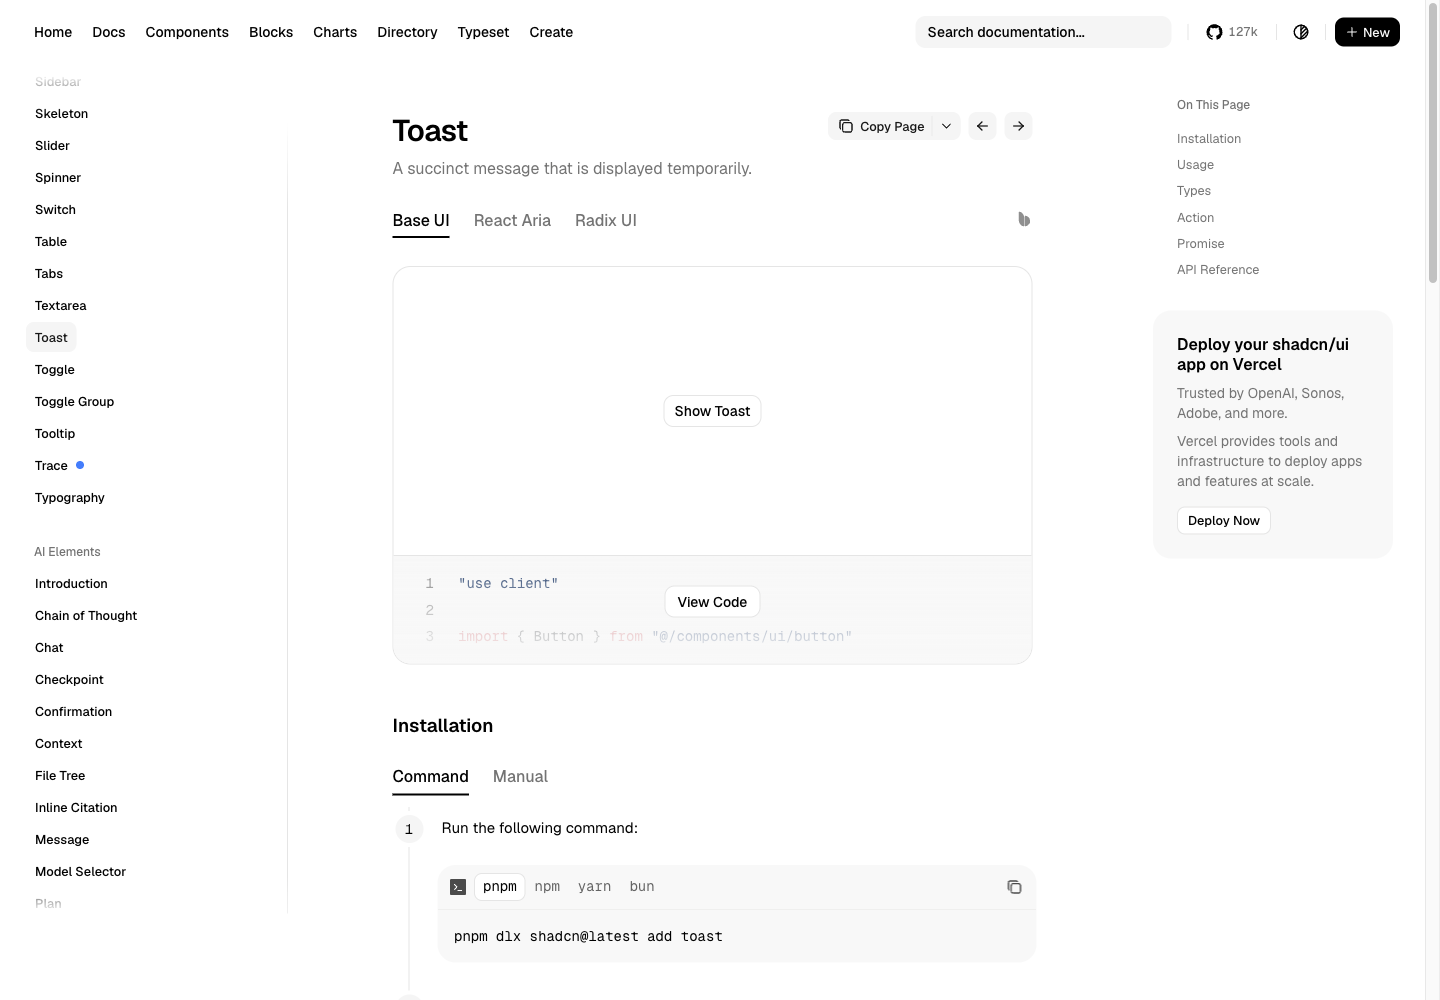 Home Docs Components Blocks Charts Directory Typeset Create
Search documentation...
127k
New
Sidebar
Skeleton
Slider
Spinner
Switch
Table
Tabs
Textarea
Toast
Toggle
Toggle Group
Tooltip
Trace
Typography
AI Elements
Introduction
Chain of Thought
Chat
Checkpoint
Confirmation
Context
File Tree
Inline Citation
Message
Model Selector
Plan
Toast
Copy Page
A succinct message that is displayed temporarily.
Base UI React Aria Radix UI
Show Toast
1 "use client"
2
View Code
3 import { Button } from "@/components/ui/button"
Installation
Command Manual
1 Run the following command:
pnpm npm yarn bun
pnpm dlx shadcn@latest add toast
On This Page
Installation
Usage
Types
Action
Promise
API Reference
Deploy your shadcn/ui
app on Vercel
Trusted by OpenAI, Sonos,
Adobe, and more.
Vercel provides tools and
infrastructure to deploy apps
and features at scale.
Deploy Now